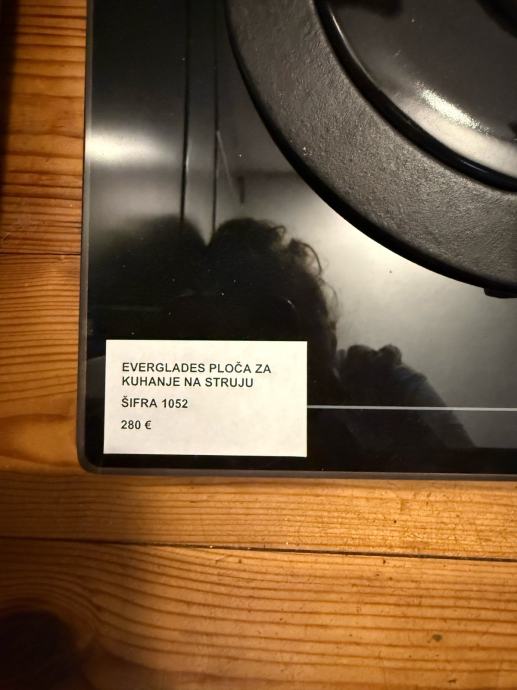 EVERGLADES PLOČA ZA
KUHANJE NA STRUJU
ŠIFRA 1052
280 €